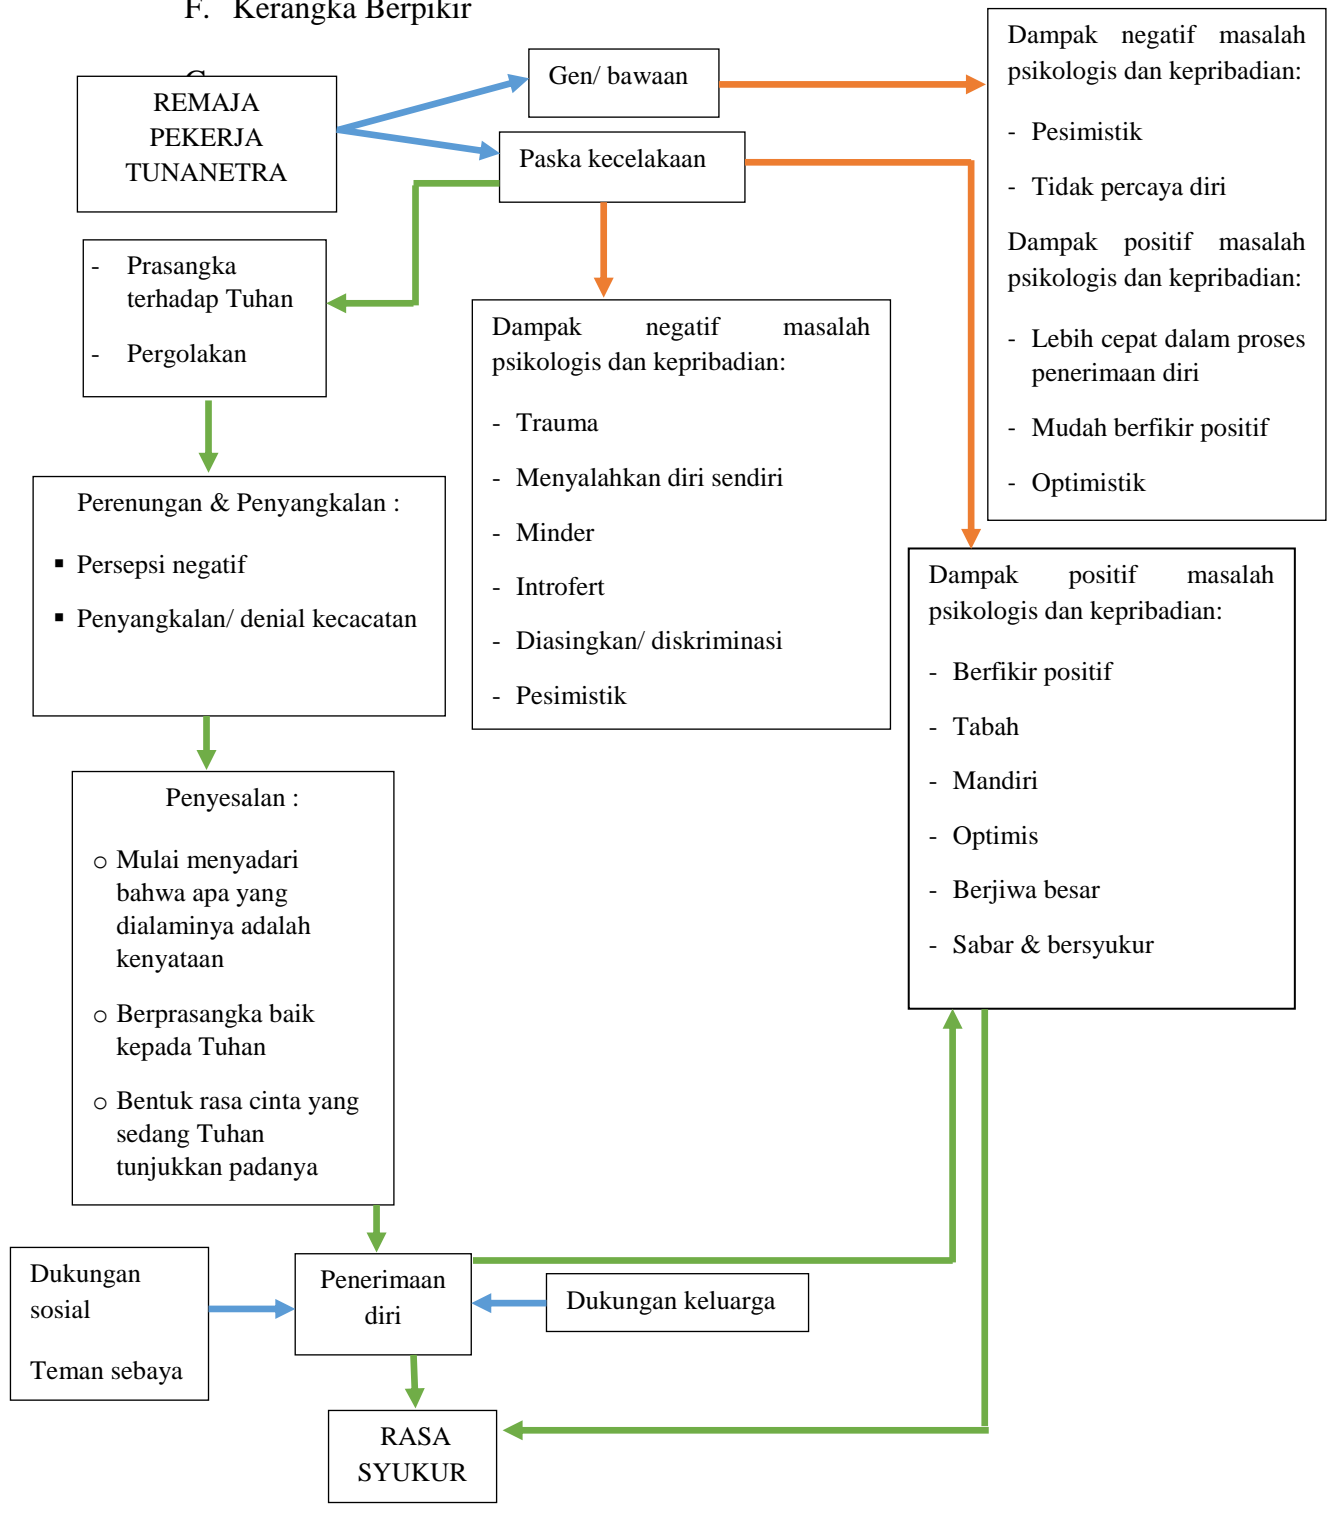 F. Kerangka Berpikir
REMAJA
PEKERJA
TUNANETRA
Gen/ bawaan
Paska kecelakaan
Dampak negatif masalah
psikologis dan kepribadian:
- Pesimistik
- Tidak percaya diri
Dampak positif masalah
psikologis dan kepribadian:
- Lebih cepat dalam proses
penerimaan diri
- Mudah berfikir positif
- Optimistik
- Prasangka
terhadap Tuhan
- Pergolakan
Dampak negatif masalah
psikologis dan kepribadian:
- Trauma
- Menyalahkan diri sendiri
- Minder
- Introfert
- Diasingkan/ diskriminasi
- Pesimistik
Perenungan & Penyangkalan :
▪ Persepsi negatif
▪ Penyangkalan/ denial kecacatan
Dampak positif masalah
psikologis dan kepribadian:
- Berfikir positif
- Tabah
- Mandiri
- Optimis
- Berjiwa besar
- Sabar & bersyukur
Penyesalan :
o Mulai menyadari
bahwa apa yang
dialaminya adalah
kenyataan
o Berprasangka baik
kepada Tuhan
o Bentuk rasa cinta yang
sedang Tuhan
tunjukkan padanya
Dukungan
sosial
Teman sebaya
Penerimaan
diri
Dukungan keluarga
RASA
SYUKUR